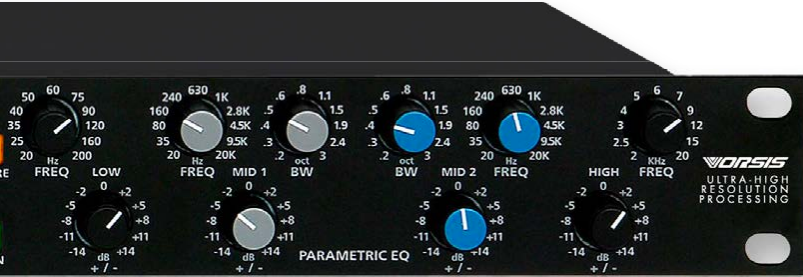 60
50 75
40 90
35 120
25 160
20 Hz 200
FREQ
630
240 1K
160 2.8K
80 4.5K
35 9.5K
20 Hz 20K
FREQ
.8
.6 1.1
.5 1.5
.4 1.9
.3 2.4
.2 oct 3
BW
.8
.6 1.1
.5 1.5
.4 1.9
.3 2.4
.2 oct 3
BW
630
240 1K
160 2.8K
80 4.5K
35 9.5K
20 Hz 20K
FREQ
6
5 7
4 9
3 12
2.5 15
2 KHz 20
FREQ
VORSIS
ULTRA-HIGH
RESOLUTION
PROCESSING
RE
LOW
0
-2 +2
-5 +5
-8 +8
-11 +11
-14 dB +14
+ / -
MID 1
0
-2 +2
-5 +5
-8 +8
-11 +11
-14 dB +14
+ / -
PARAMETRIC EQ
MID 2
0
-2 +2
-5 +5
-8 +8
-11 +11
-14 dB +14
+ / -
HIGH
0
-2 +2
-5 +5
-8 +8
-11 +11
-14 dB +14
+ / -
N